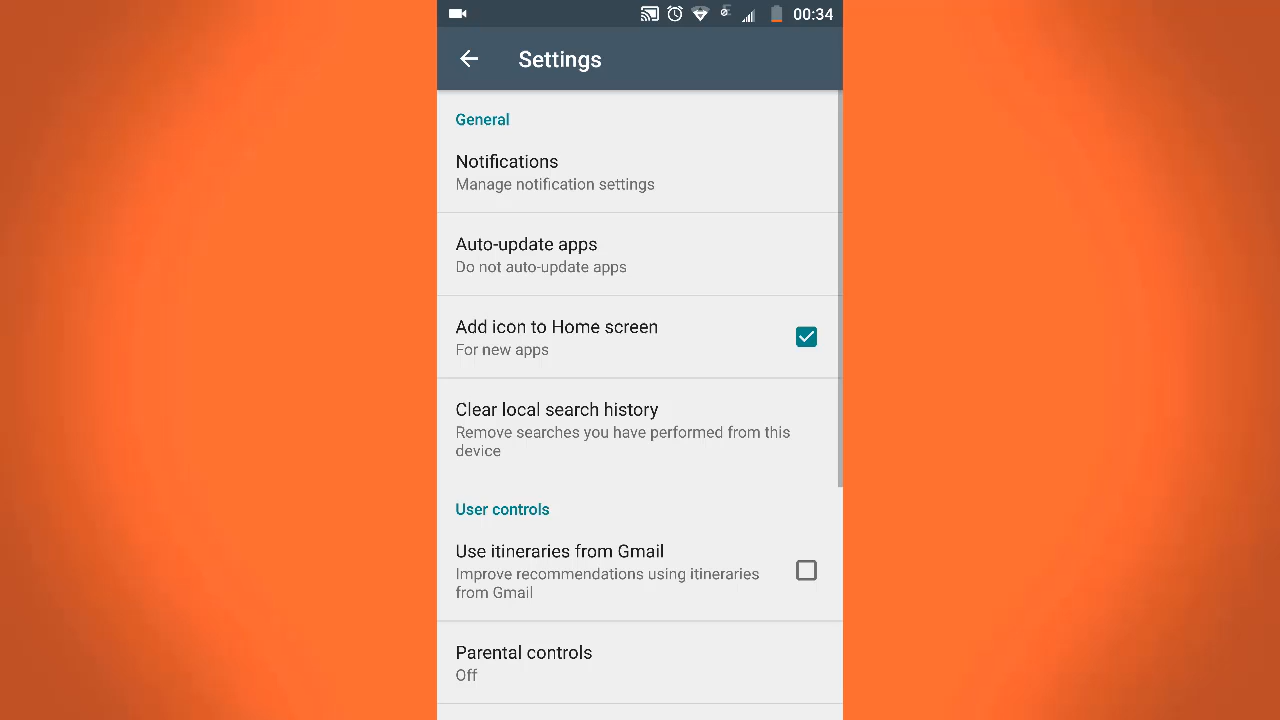 00:34
Settings
General
Notifications
Manage notification settings
Auto-update apps
Do not auto-update apps
Add icon to Home screen
For new apps
Clear local search history
Remove searches you have performed from this
device
User controls
Use itineraries from Gmail
Improve recommendations using itineraries
from Gmail
Parental controls
Off